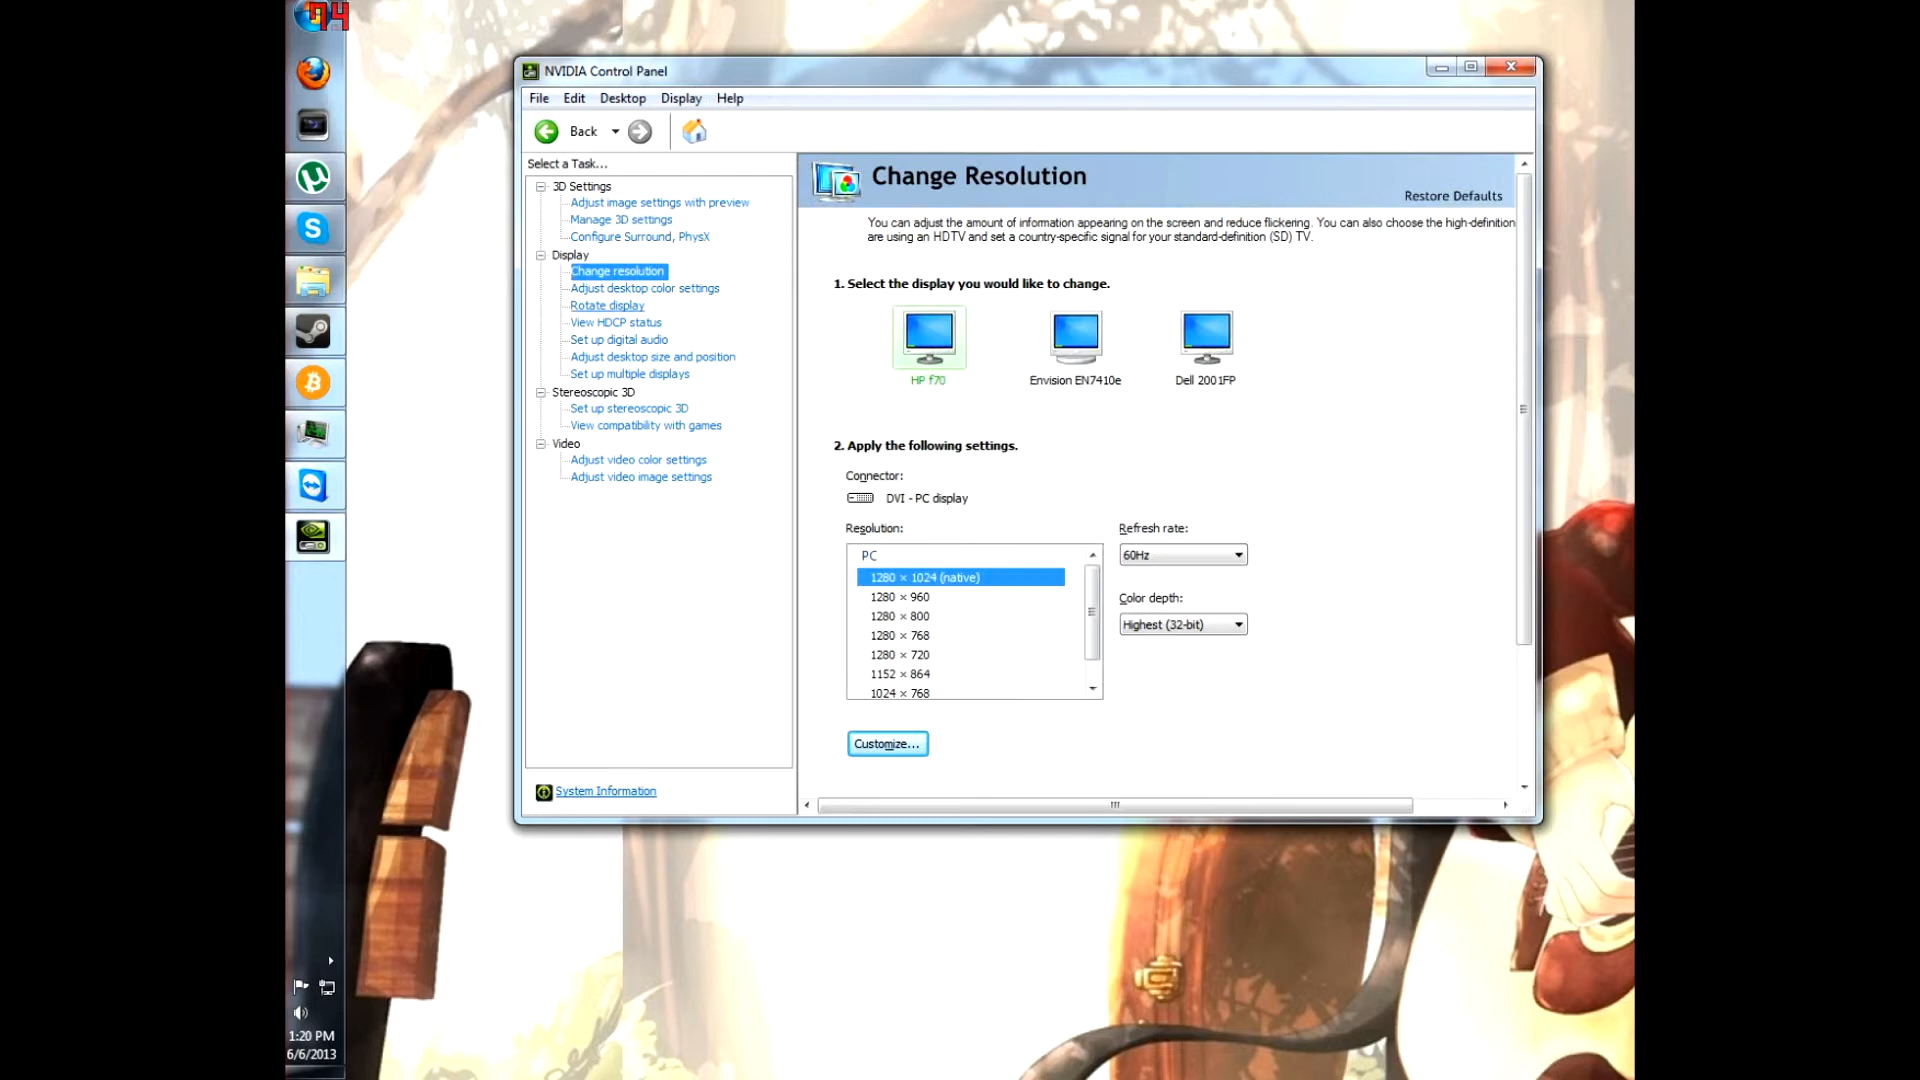 74
NVIDIA Control Panel
File Edit Desktop Display Help
Back
Select a Task...
3D Settings
Adjust image settings with preview
Manage 3D settings
Configure Surround, PhysX
Display
Change resolution
Adjust desktop color settings
Rotate display
View HDCP status
Set up digital audio
Adjust desktop size and position
Set up multiple displays
Stereoscopic 3D
Set up stereoscopic 3D
View compatibility with games
Video
Adjust video color settings
Adjust video image settings
System Information
Change Resolution
Restore Defaults
You can adjust the amount of information appearing on the screen and reduce flickering. You can also choose the high-definition
are using an HDTV and set a country-specific signal for your standard-definition (SD) TV.
1. Select the display you would like to change.
HP f70
Envision EN7410e
Dell 2001FP
2. Apply the following settings.
Connector:
DVI - PC display
Resolution:
PC
1280 × 1024 (native)
1280 × 960
1280 × 800
1280 × 768
1280 × 720
1152 × 864
1024 × 768
Refresh rate:
60Hz
Color depth:
Highest (32-bit)
Customize...
1:20 PM
6/6/2013